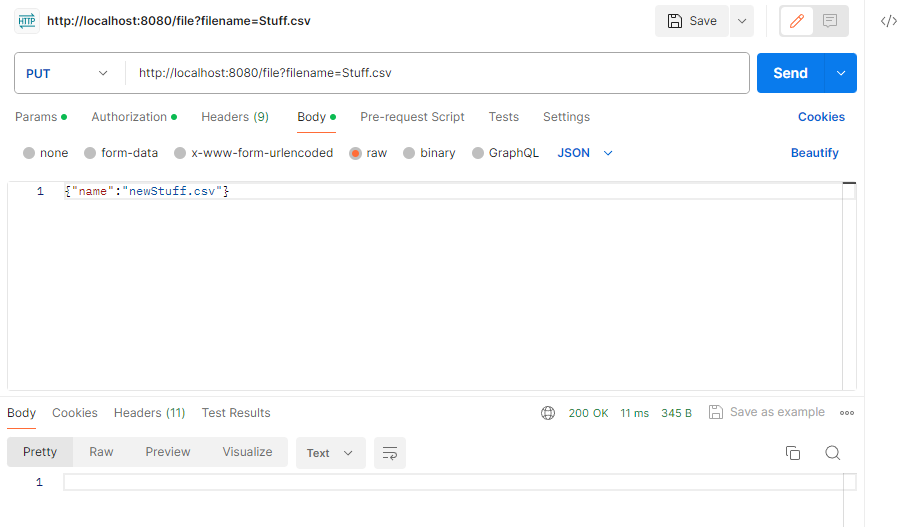 HTTP http://localhost:8080/file?filename=Stuff.csv Save </>
PUT http://localhost:8080/file?filename=Stuff.csv Send
Params Authorization Headers (9) Body Pre-request Script Tests Settings Cookies
none form-data x-www-form-urlencoded raw binary GraphQL JSON Beautify
1 {"name":"newStuff.csv"}
Body Cookies Headers (11) Test Results 200 OK 11 ms 345 B Save as example
Pretty Raw Preview Visualize Text
1